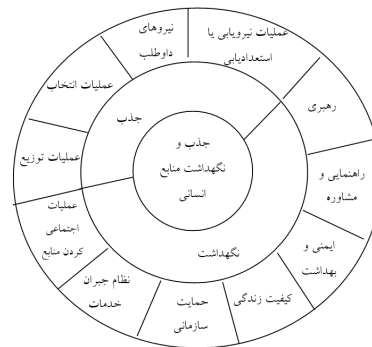 عملیات نیرویابی یا
استعدادیابی
نیروهای
داوطلب
عملیات انتخاب
عملیات توزیع
عملیات
اجتماعی
کردن منابع
نظام جبران
خدمات
حمایت
سازمانی
کیفیت زندگی
ایمنی و
بهداشت
راهنمایی و
مشاوره
رهبری
جذب
نگهداشت
جذب و
نگهداشت منابع
انسانی